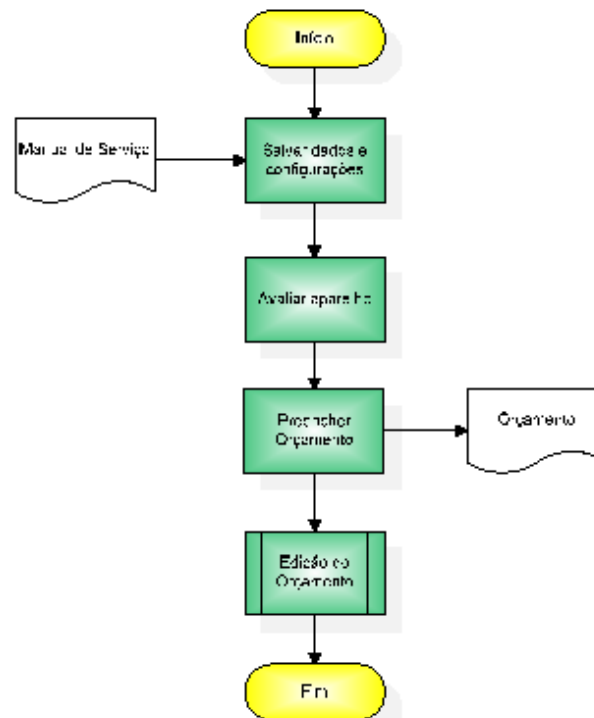 Início
Manual de Serviço
Salvar dados e
configurações
Avaliar aparelho
Preencher
Orçamento
Orçamento
Edição do
Orçamento
Fim